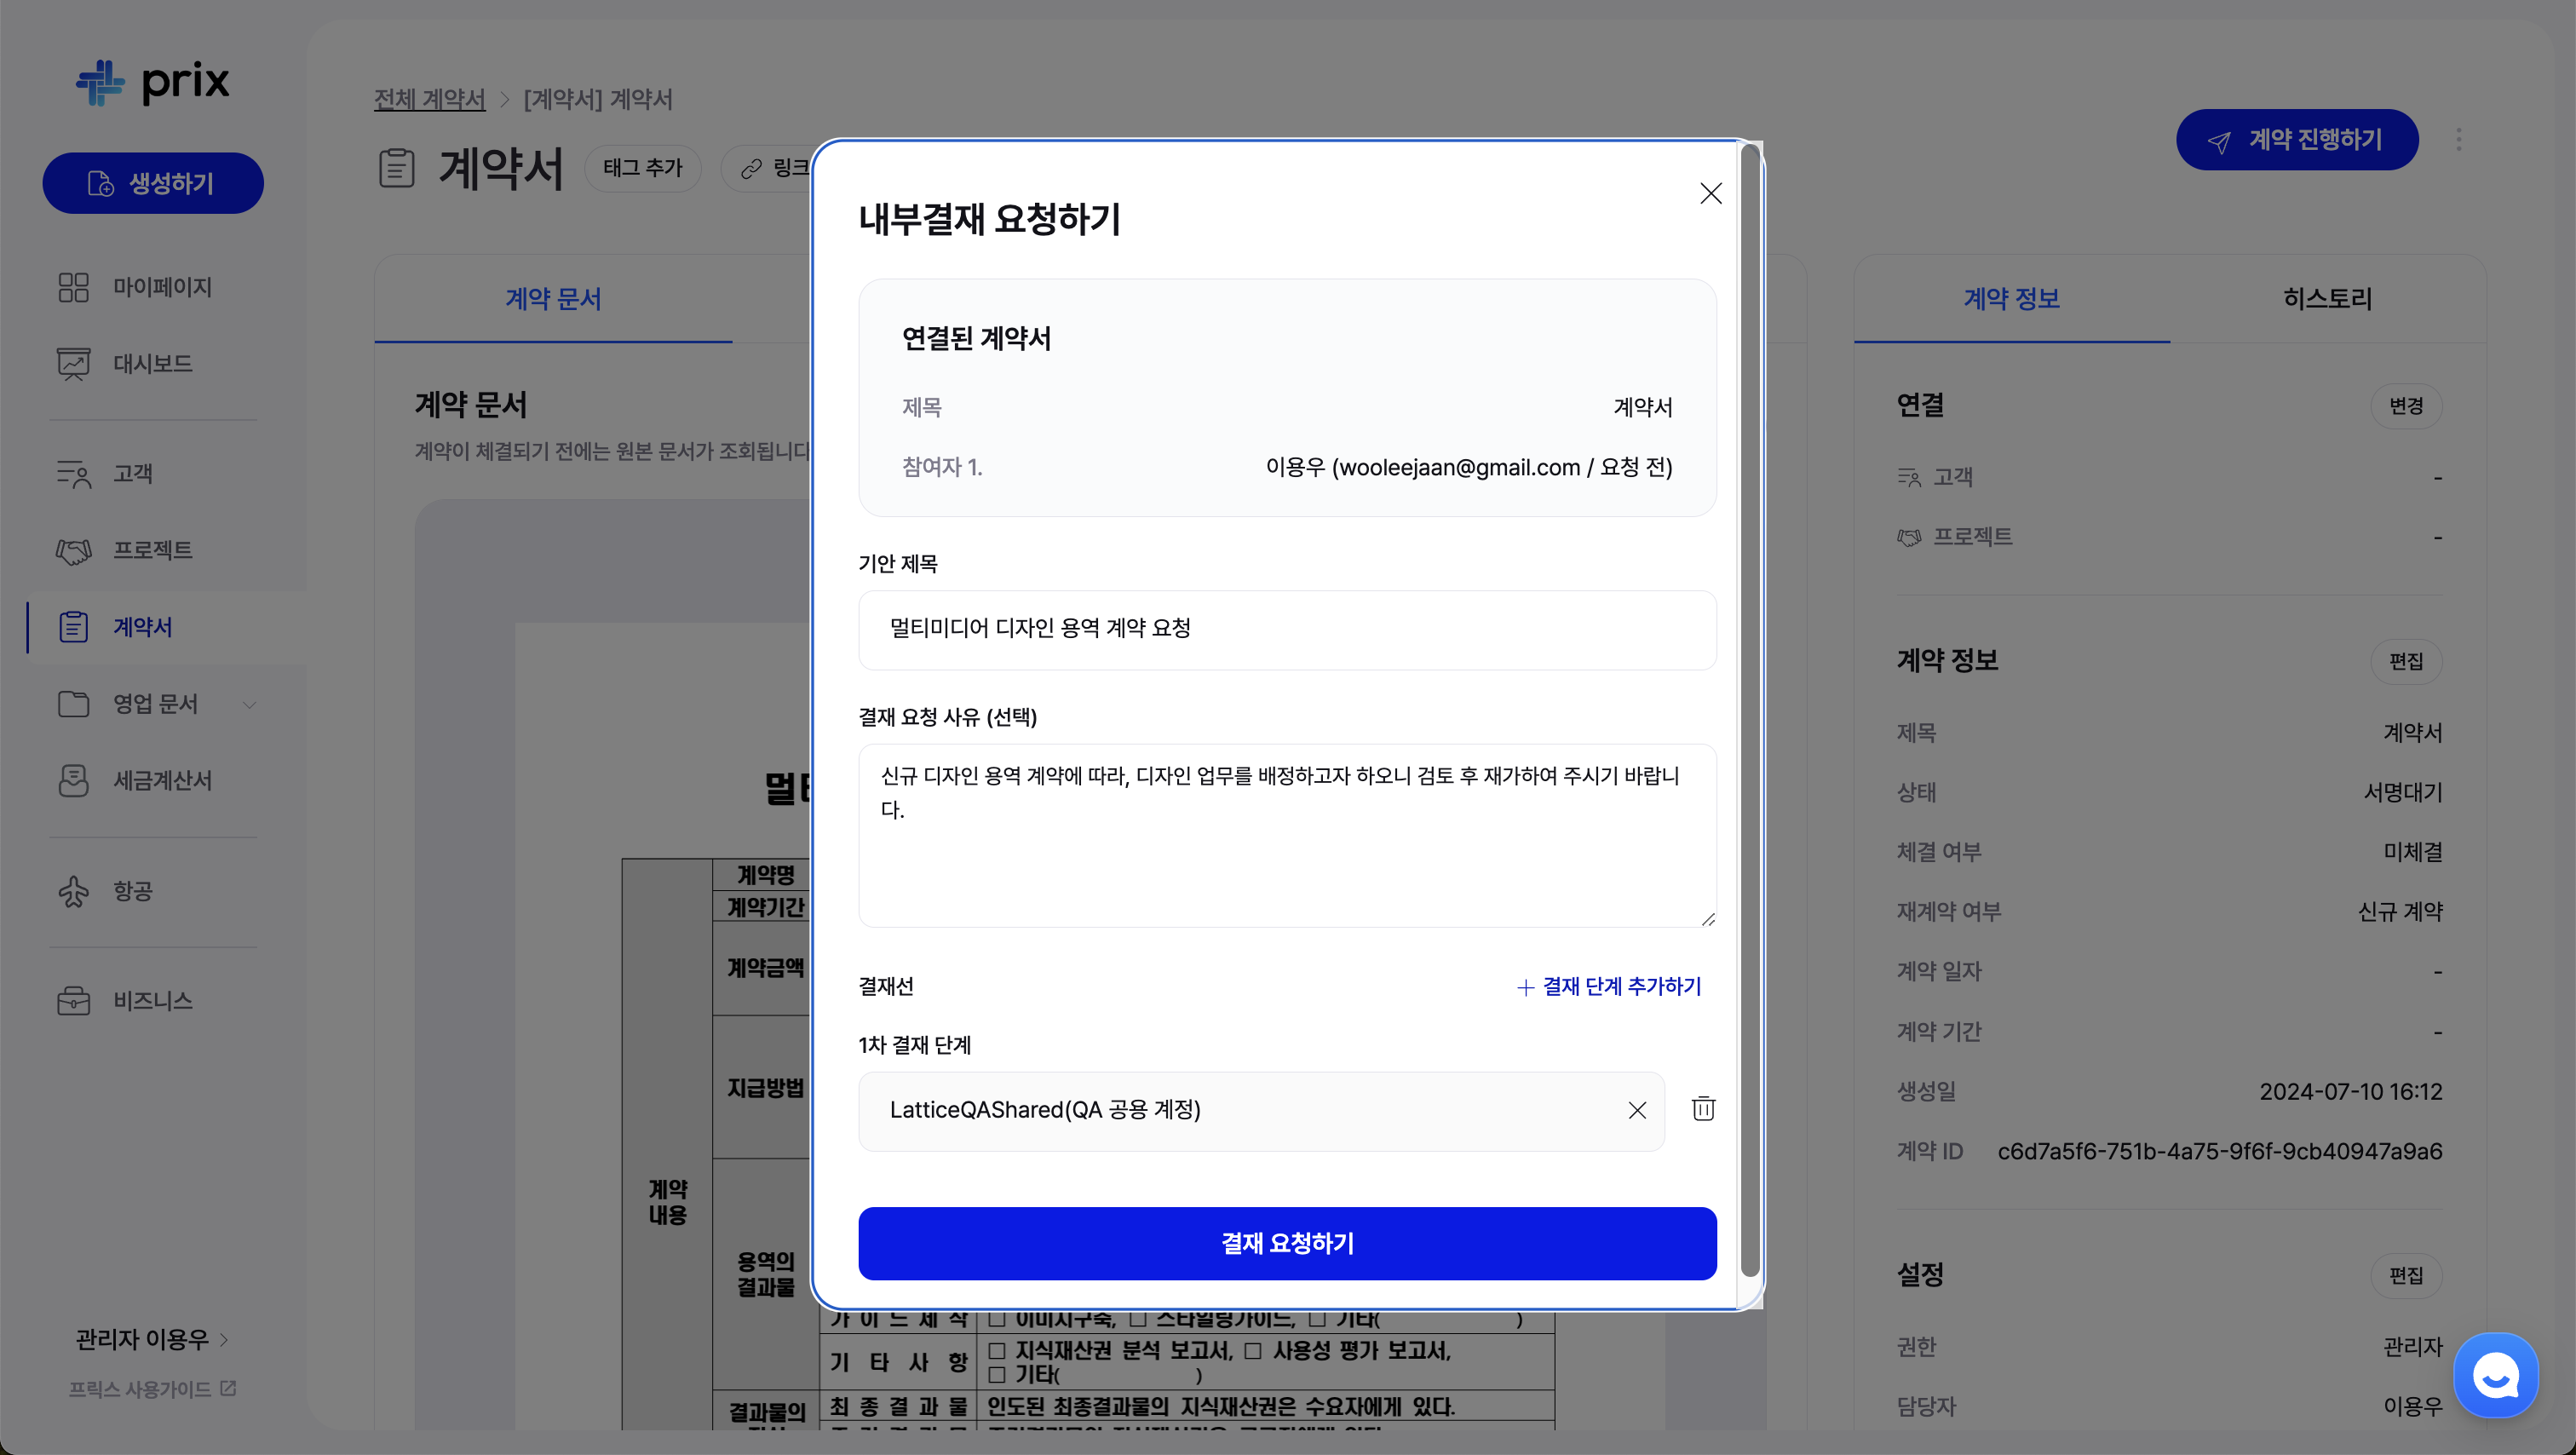 prix
생성하기
마이페이지
대시보드
고객
프로젝트
계약서
영업 문서
세금계산서
항공
비즈니스
관리자 이용우
프릭스 사용가이드
전체 계약서 > [계약서] 계약서
계약서
태그 추가
링크
계약 진행하기
계약 문서
계약 문서
계약이 체결되기 전에는 원본 문서가 조회됩니다
계약명
계약기간
계약금액
지급방법
계약
내용
용역의
결과물
가 이 드 제 작 □ 이미지구축, □ 스타일링가이드, □ 기타( )
기 타 사 항 □ 지식재산권 분석 보고서, □ 사용성 평가 보고서,
□ 기타( )
결과물의
최 종 결 과 물 인도된 최종결과물의 지식재산권은 수요자에게 있다.
내부결재 요청하기
연결된 계약서
제목 계약서
참여자 1. 이용우 (wooleejaan@gmail.com / 요청 전)
기안 제목
멀티미디어 디자인 용역 계약 요청
결재 요청 사유 (선택)
신규 디자인 용역 계약에 따라, 디자인 업무를 배정하고자 하오니 검토 후 재가하여 주시기 바랍니
다.
결재선
+ 결재 단계 추가하기
1차 결재 단계
LatticeQAShared(QA 공용 계정)
결재 요청하기
계약 정보
히스토리
연결
변경
고객 -
프로젝트 -
계약 정보
편집
제목 계약서
상태 서명대기
체결 여부 미체결
재계약 여부 신규 계약
계약 일자 -
계약 기간 -
생성일 2024-07-10 16:12
계약 ID c6d7a5f6-751b-4a75-9f6f-9cb40947a9a6
설정
편집
권한 관리자
담당자 이용우